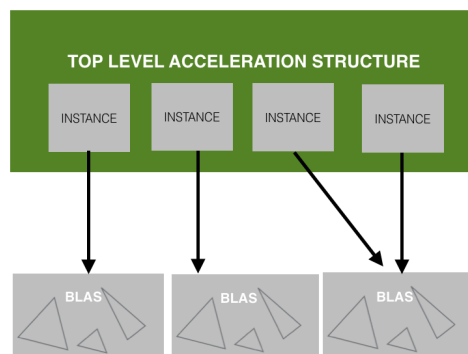 TOP LEVEL ACCELERATION STRUCTURE
INSTANCE
INSTANCE
INSTANCE
INSTANCE
BLAS
BLAS
BLAS